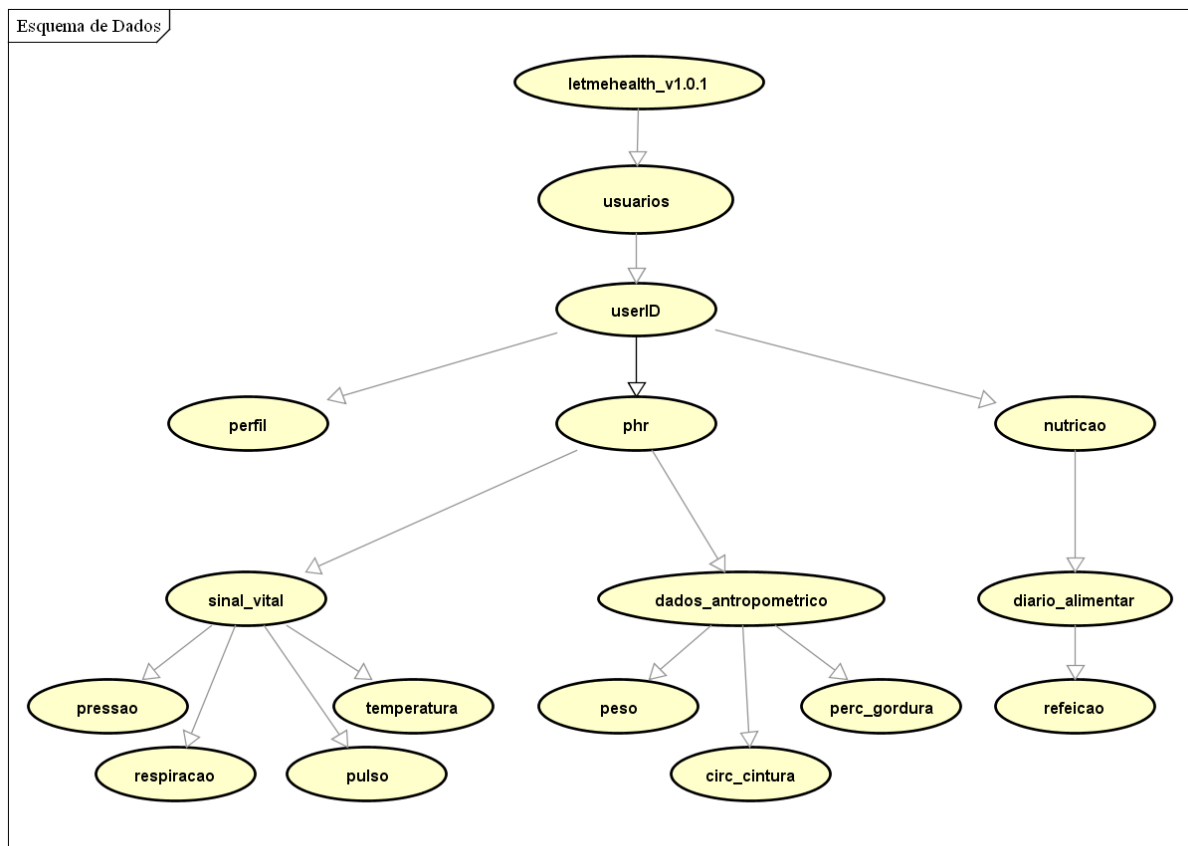 Esquema de Dados
letmehealth_v1.0.1
usuarios
userID
perfil
phr
nutricao
sinal_vital
dados_antropometrico
diario_alimentar
pressao
temperatura
peso
perc_gordura
refeicao
respiracao
pulso
circ_cintura